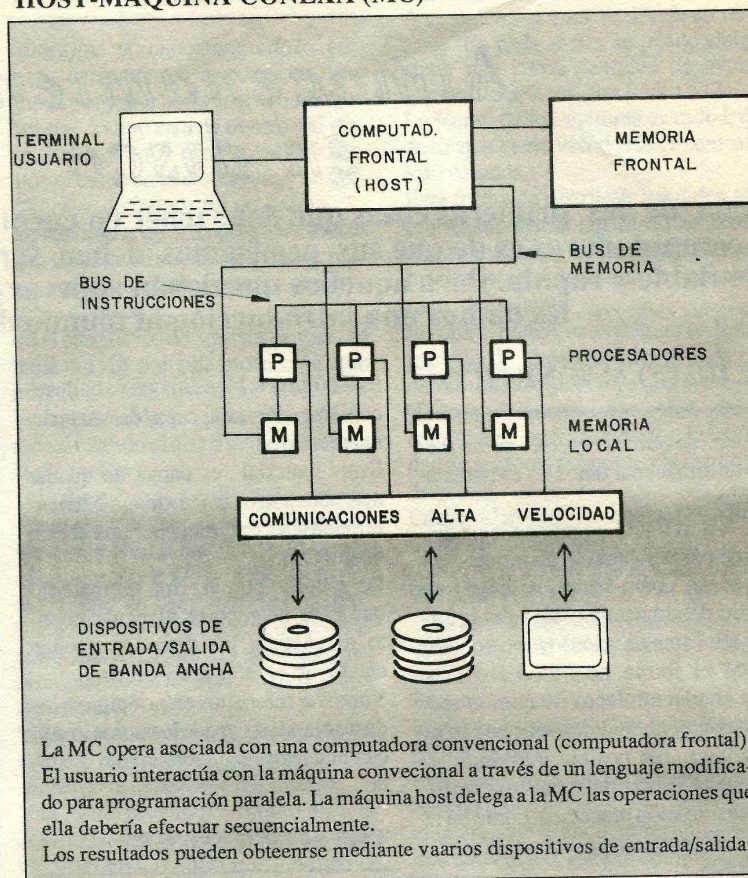 HOST-MAQUINA CONEXA (MC)
TERMINAL
USUARIO
COMPUTAD.
FRONTAL
(HOST)
MEMORIA
FRONTAL
BUS DE
MEMORIA
BUS DE
INSTRUCCIONES
P P P P PROCESADORES
M M M M MEMORIA
LOCAL
COMUNICACIONES ALTA VELOCIDAD
DISPOSITIVOS DE
ENTRADA/SALIDA
DE BANDA ANCHA
La MC opera asociada con una computadora convencional (computadora frontal)
El usuario interactúa con la máquina convecional a través de un lenguaje modifica-
do para programación paralela. La máquina host delega a la MC las operaciones que
ella debería efectuar secuencialmente.
Los resultados pueden obteenrse mediante vaarios dispositivos de entrada/salida